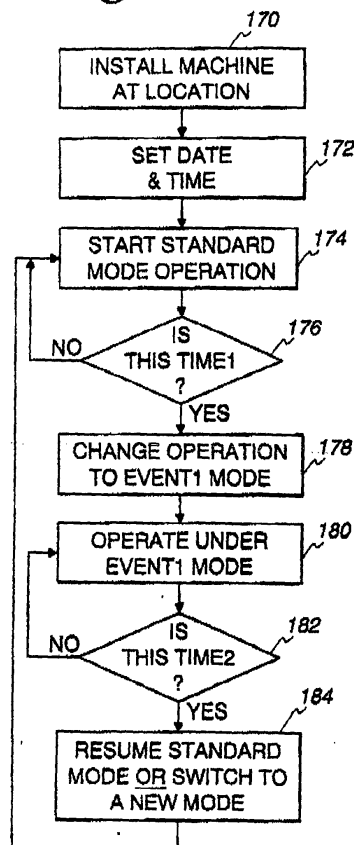 170
INSTALL MACHINE
AT LOCATION
172
SET DATE
& TIME
174
START STANDARD
MODE OPERATION
176
IS
THIS TIME1
?
NO
YES
178
CHANGE OPERATION
TO EVENT1 MODE
180
OPERATE UNDER
EVENT1 MODE
182
IS
THIS TIME2
?
NO
YES
184
RESUME STANDARD
MODE OR SWITCH TO
A NEW MODE